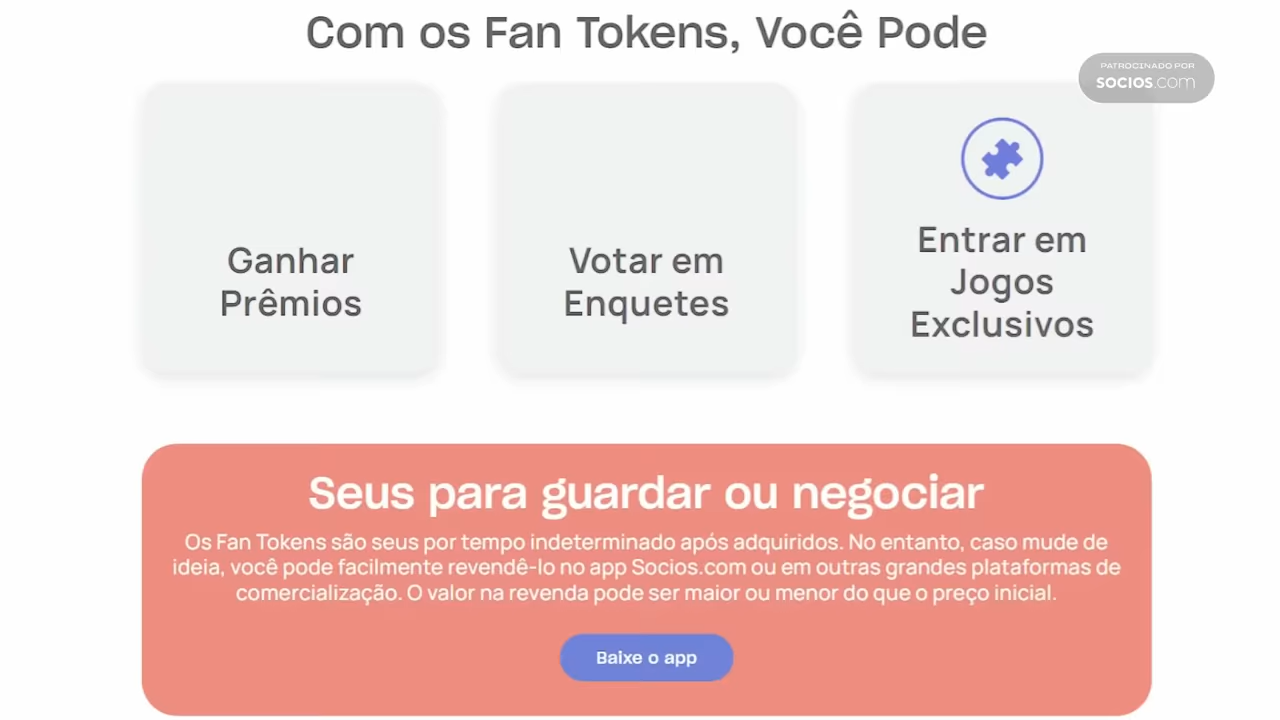 Com os Fan Tokens, Você Pode
PATROCINADO POR
SOCIOS.com
Ganhar
Prêmios
Votar em
Enquetes
Entrar em
Jogos
Exclusivos
Seus para guardar ou negociar
Os Fan Tokens são seus por tempo indeterminado após adquiridos. No entanto, caso mude de
ideia, você pode facilmente revendê-lo no app Socios.com ou em outras grandes plataformas de
comercialização. O valor na revenda pode ser maior ou menor do que o preço inicial.
Baixe o app